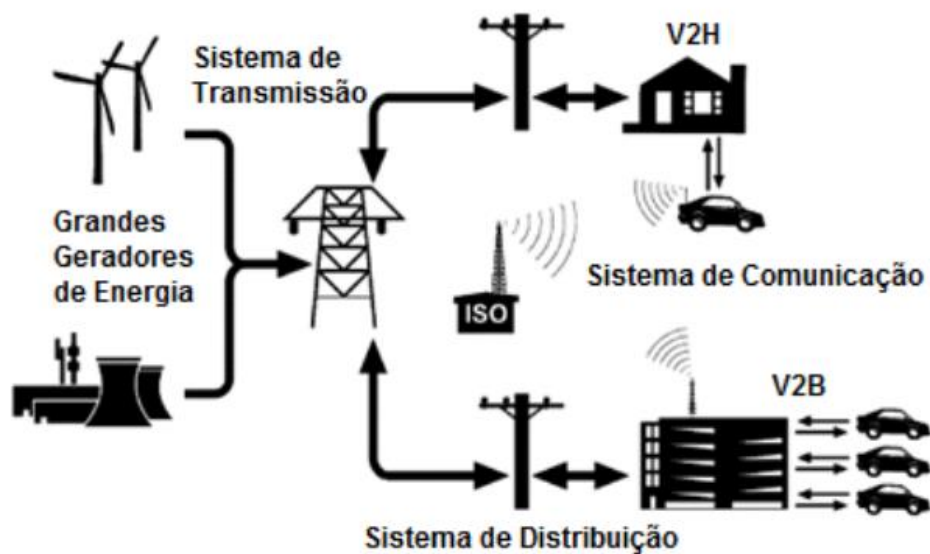 Sistema de
Transmissão
V2H
Grandes
Geradores
de Energia
ISO
Sistema de Comunicação
V2B
Sistema de Distribuição